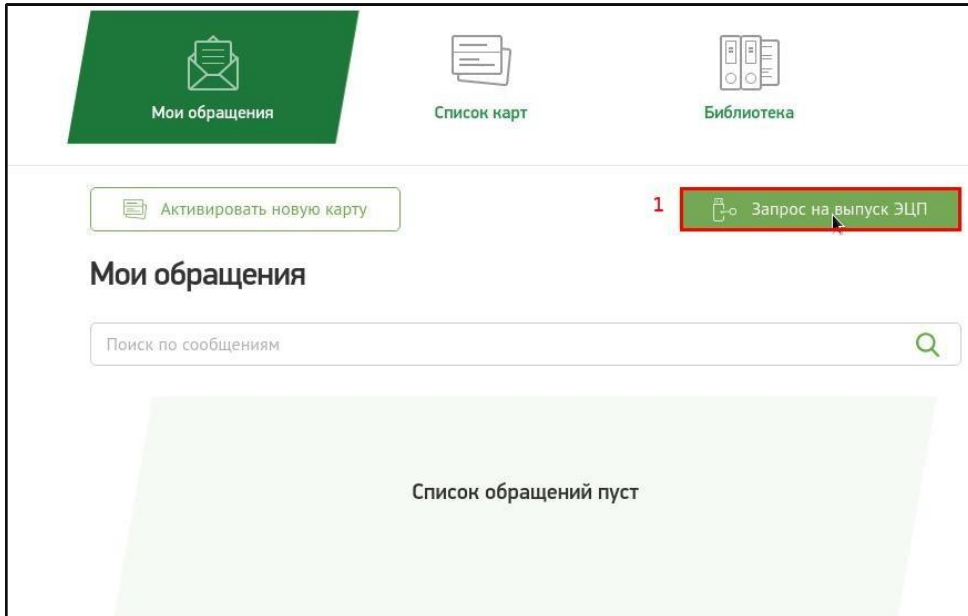 Мои обращения
Список карт
Библиотека
Активировать новую карту
1
Запрос на выпуск ЭЦП
Мои обращения
Поиск по сообщениям
Список обращений пуст